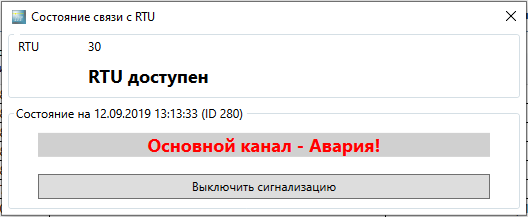 Состояние связи с RTU
RTU 30
RTU доступен
Состояние на 12.09.2019 13:13:33 (ID 280)
Основной канал - Авария!
Выключить сигнализацию